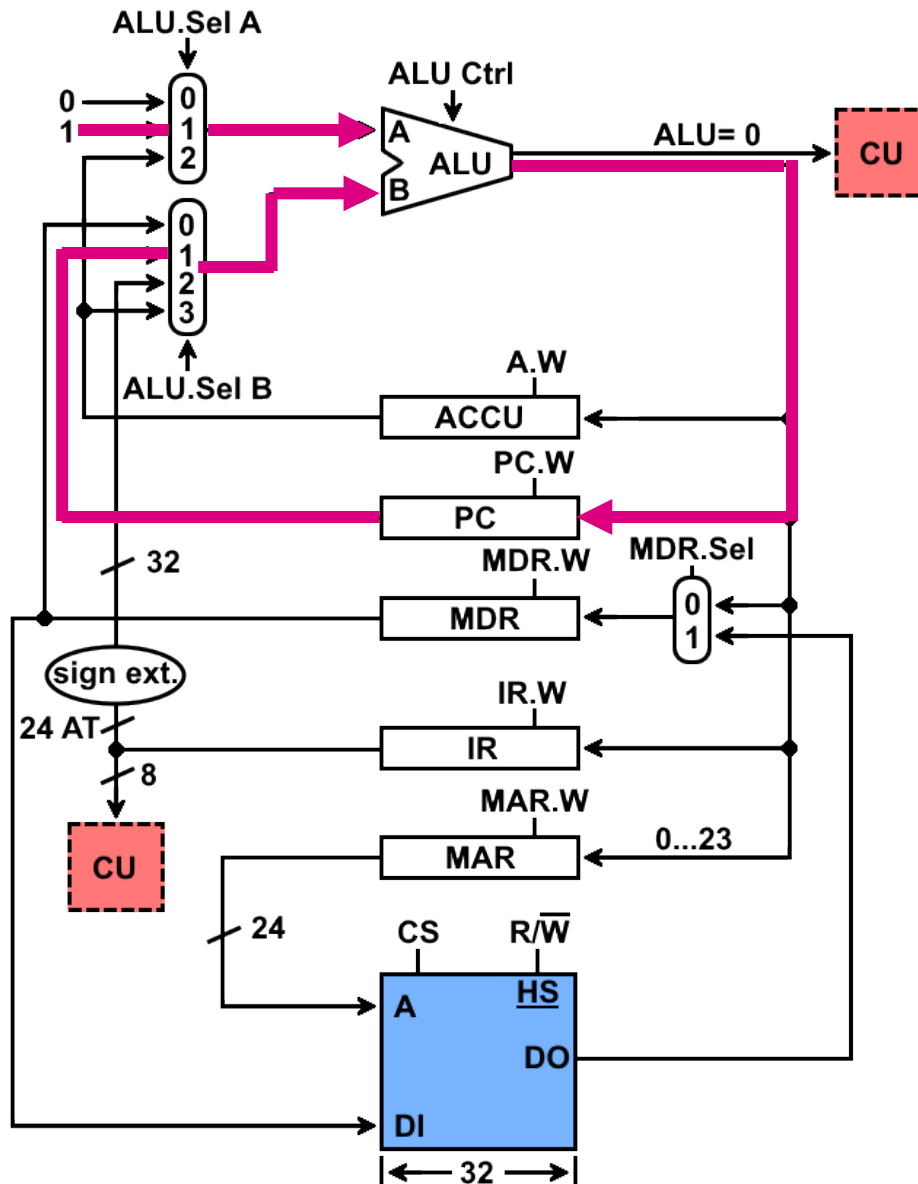 ALU.Sel A
ALU Ctrl
0
1
0
1
2
A
B
ALU
ALU= 0
CU
0
1
2
3
ALU.Sel B
A.W
ACCU
PC.W
PC
32
MDR.W
MDR
MDR.Sel
0
1
sign ext.
24 AT
8
IR.W
IR
CU
MAR.W
MAR
0...23
24
CS
R/W̅
A
HS
DO
DI
32